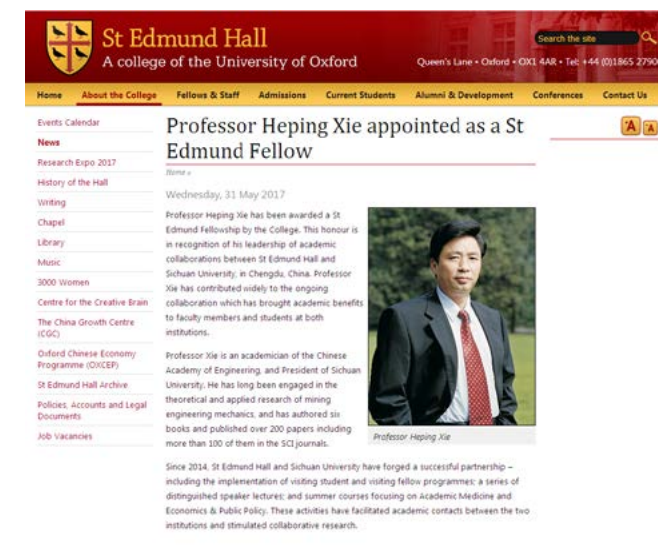 St Edmund Hall
A college of the University of Oxford
Search the site
Queen's Lane • Oxford • OX1 4AR • Tel: +44 (0)1865 2790
Home About the College Fellows & Staff Admissions Current Students Alumni & Development Conferences Contact Us
Events Calendar
News
Research Expo 2017
History of the Hall
Writing
Chapel
Library
Music
3000 Women
Centre for the Creative Brain
The China Growth Centre
(CGC)
Oxford Chinese Economy
Programme (OXCEP)
St Edmund Hall Archive
Policies, Accounts and Legal
Documents
Job Vacancies
Professor Heping Xie appointed as a St
Edmund Fellow
Home »
Wednesday, 31 May 2017
Professor Heping Xie has been awarded a St
Edmund Fellowship by the College. This honour is
in recognition of his leadership of academic
collaborations between St Edmund Hall and
Sichuan University, in Chengdu, China. Professor
Xie has contributed widely to the ongoing
collaboration which has brought academic benefits
to faculty members and students at both
institutions.
Professor Xie is an academician of the Chinese
Academy of Engineering, and President of Sichuan
University. He has long been engaged in the
theoretical and applied research of mining
engineering mechanics, and has authored six
books and published over 200 papers including
more than 100 of them in the SCI journals.
Professor Heping Xie
Since 2014, St Edmund Hall and Sichuan University have forged a successful partnership –
including the implementation of visiting student and visiting fellow programmes; a series of
distinguished speaker lectures; and summer courses focusing on Academic Medicine and
Economics & Public Policy. These activities have facilitated academic contacts between the two
institutions and stimulated collaborative research.
A A